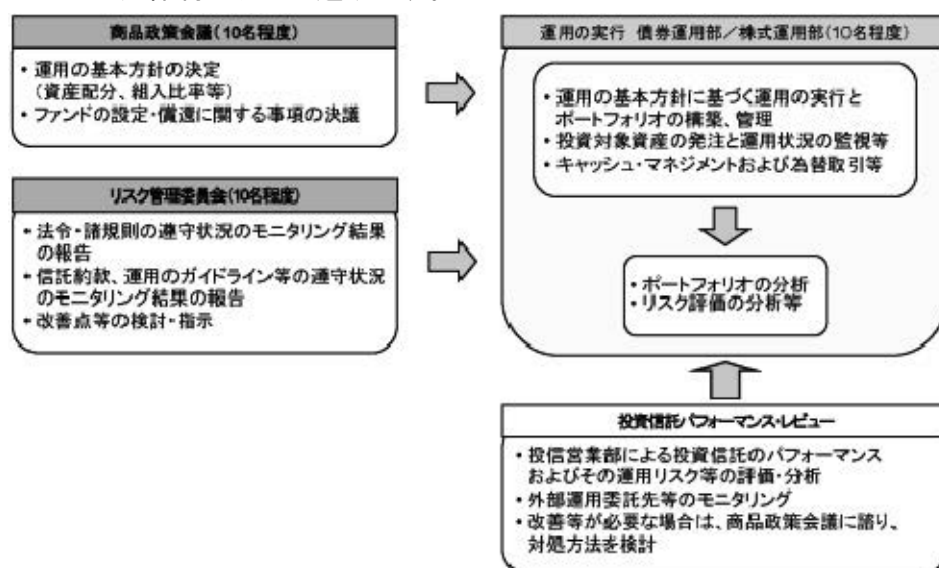 商品政策会議(10名程度)
・運用の基本方針の決定
(資産配分、組入比率等)
・ファンドの設定・償還に関する事項の決議
リスク管理委員会(10名程度)
・法令・諸規則の遵守状況のモニタリング結果
の報告
・信託約款、運用のガイドライン等の遵守状況
のモニタリング結果の報告
・改善点等の検討・指示
運用の実行 債券運用部/株式運用部(10名程度)
・運用の基本方針に基づく運用の実行と
ポートフォリオの構築、管理
・投資対象資産の発注と運用状況の監視等
・キャッシュ・マネジメントおよび為替取引等
・ポートフォリオの分析
・リスク評価の分析等
投資信託パフォーマンス・レビュー
・投信営業部による投資信託のパフォーマンス
およびその運用リスク等の評価・分析
・外部運用委託先等のモニタリング
・改善等が必要な場合は、商品政策会議に諮り、
対処方法を検討